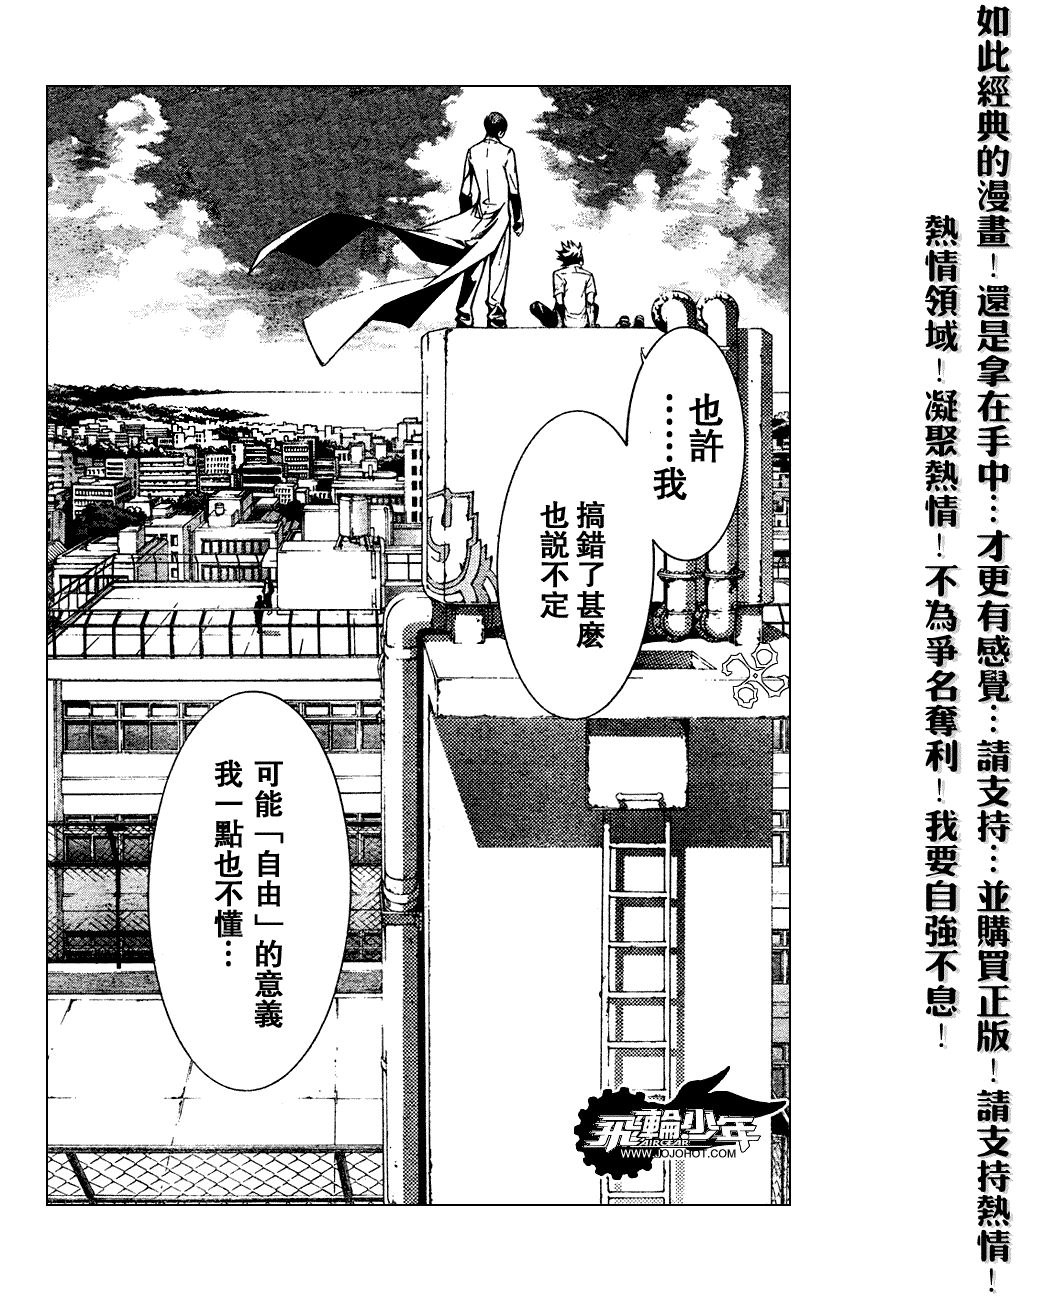 如此經典的漫畫！還是拿在手中…才更有感覺…請支持…並購買正版！請支持熱情！
熱情領域！凝聚熱情！不為爭名奪利！我要自強不息！
也許
……我
搞錯了甚麽
也説不定
可能「自由」的意義
我一點也不懂…
飛輪少年
AIRGEAR
WWW.JOJOHOT.COM